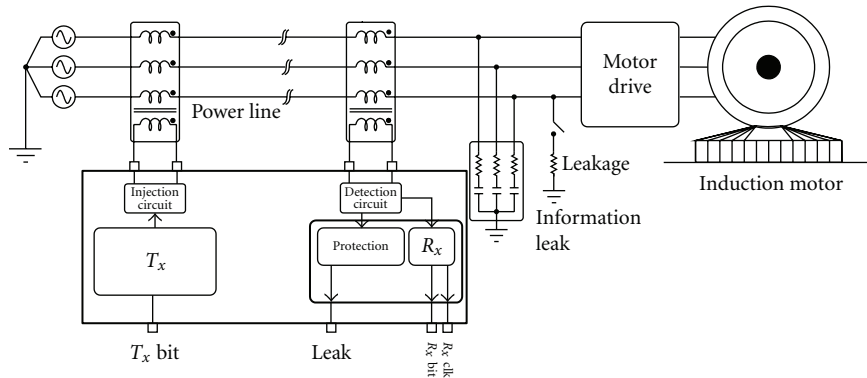 Motor
drive
Power line
Leakage
Induction motor
Injection
circuit
Detection
circuit
Information
leak
Tₓ
Protection
Rₓ
Tₓ bit
Leak
Rₓ bit
Rₓ clk